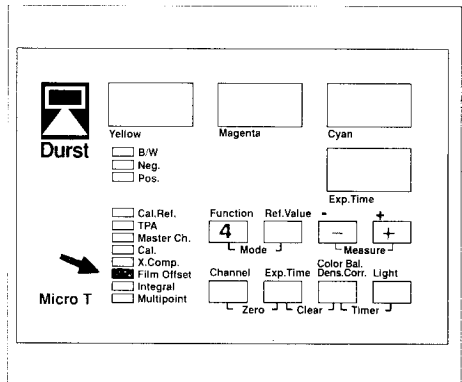 Yellow Magenta Cyan
Durst
B/W
Neg.
Pos.
Exp.Time
Cal.Ref.
TPA
Master Ch.
Cal.
X.Comp.
Film Offset
Integral
Multipoint
Micro T
Function Ref.Value - +
4 - +
Mode Measure
Channel Exp.Time Color Bal. Dens.Corr. Light
Zero Clear Timer